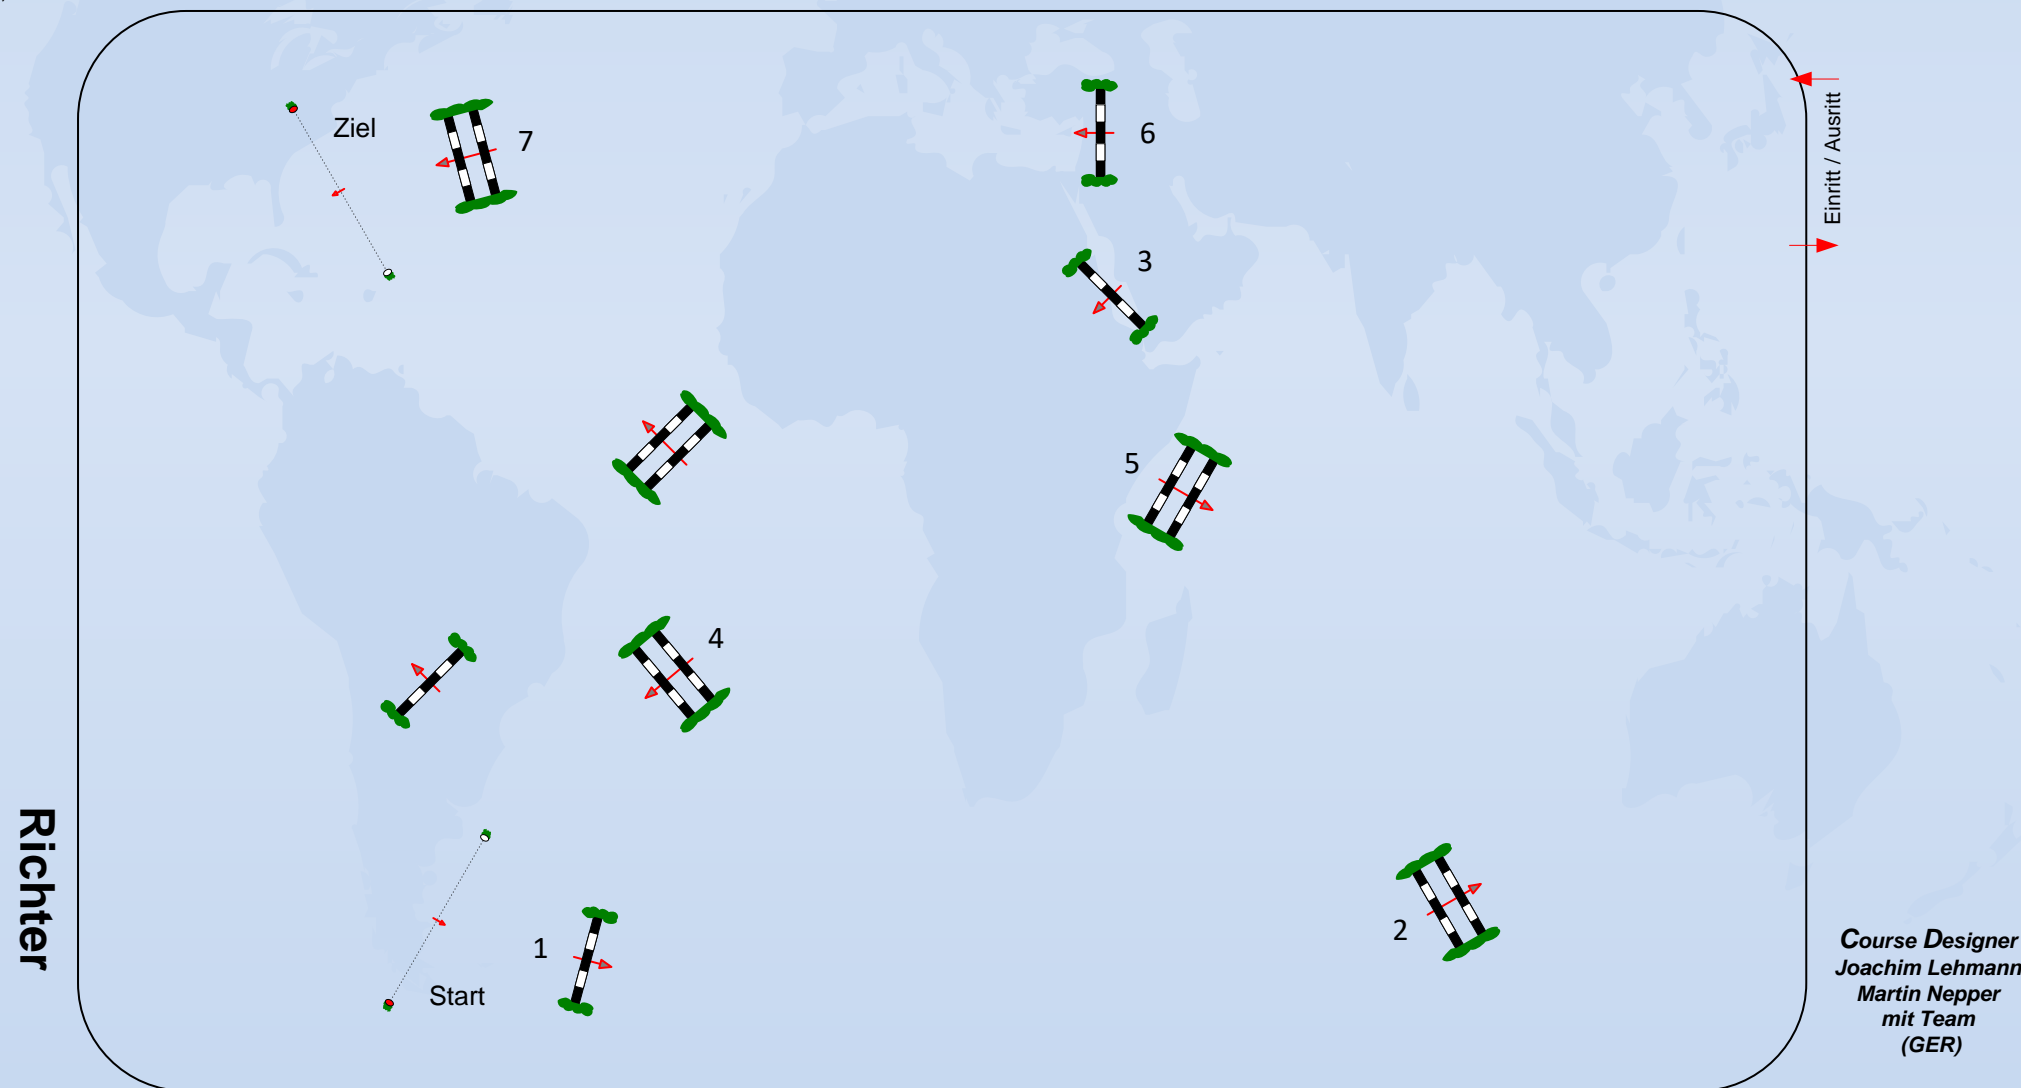 Ziel
7
6
3
5
4
1
Start
2
Richter
Einritt / Ausritt
Course Designer
Joachim Lehmann
Martin Nepper
mit Team
(GER)